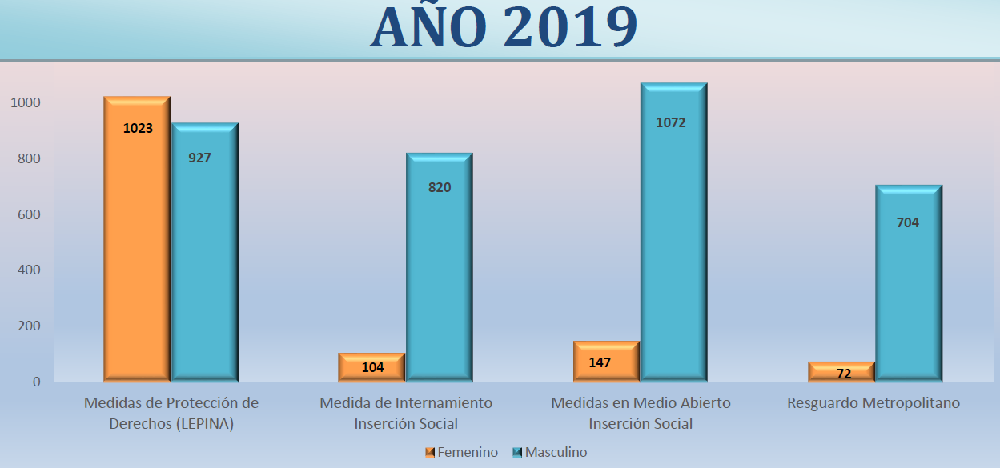 AÑO 2019
1000
800
600
400
200
0
1023
927
104
820
147
1072
72
704
Medidas de Protección de
Derechos (LEPINA)
Medida de Internamiento
Inserción Social
Medidas en Medio Abierto
Inserción Social
Resguardo Metropolitano
Femenino Masculino